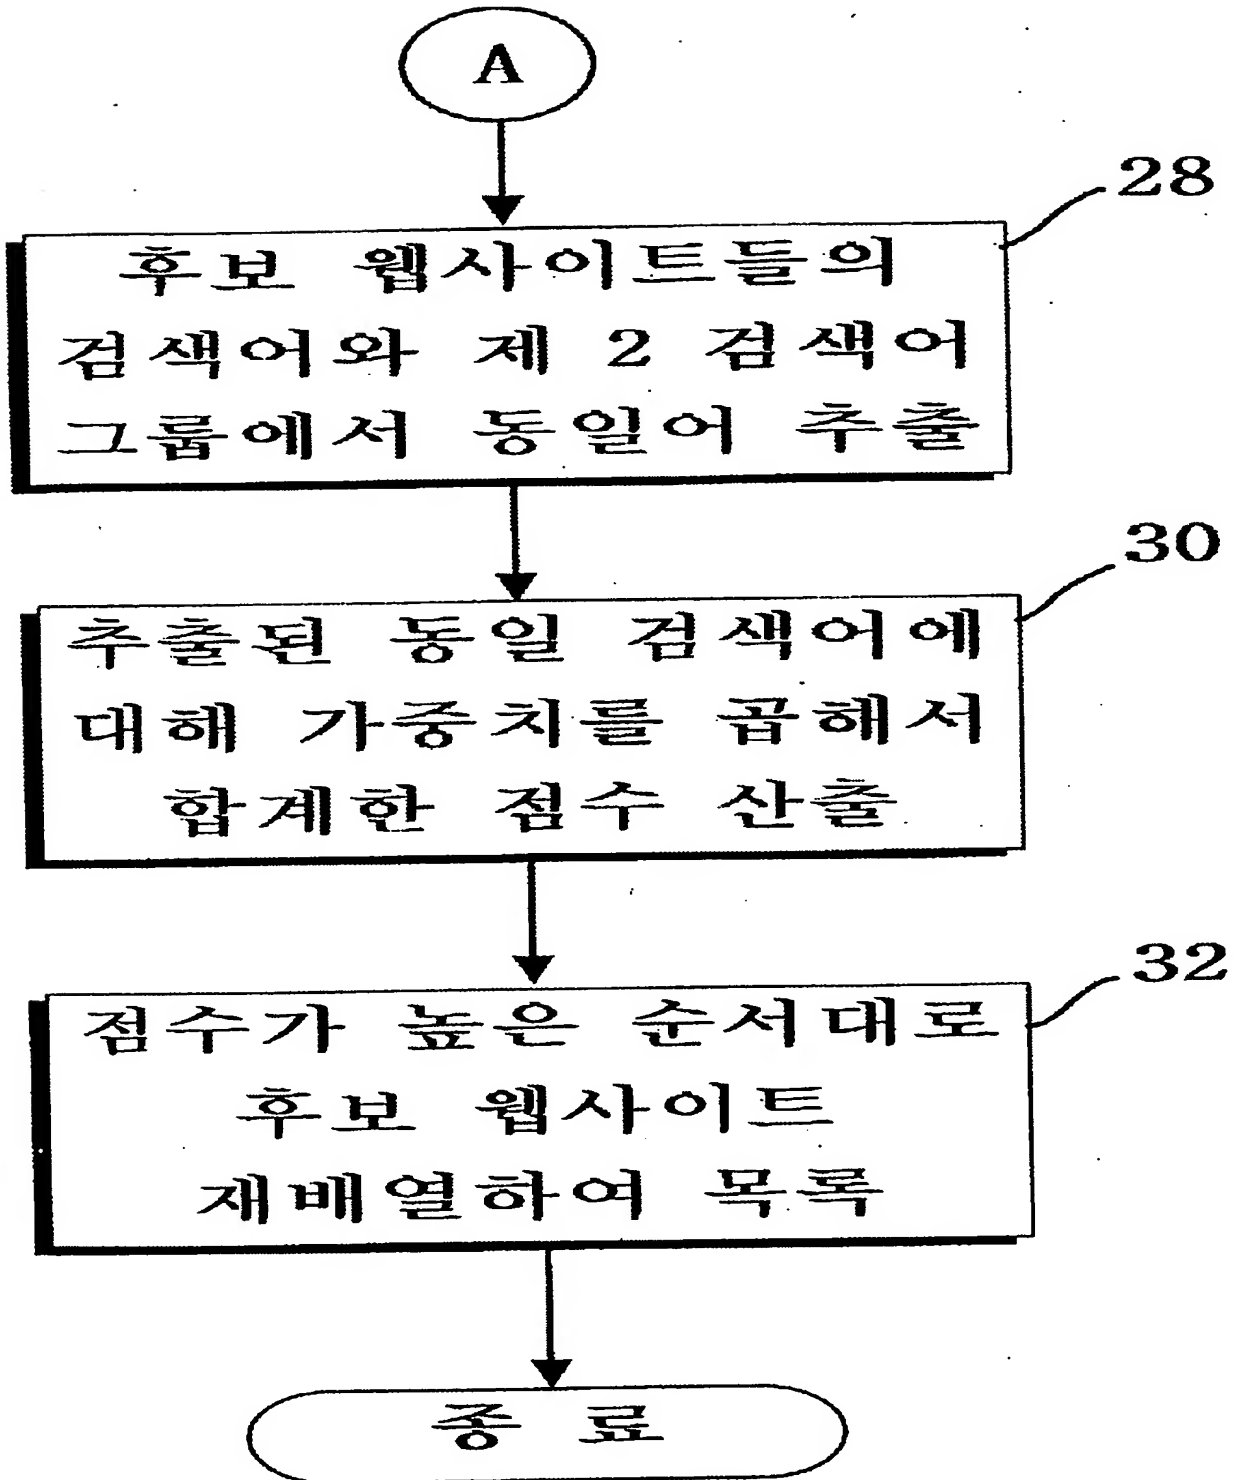 A
28
후보 웹사이트들의
검색어와 제 2 검색어
그룹에서 동일어 추출
30
추출된 동일 검색어에
대해 가중치를 곱해서
합계한 점수 산출
32
점수가 높은 순서대로
후보 웹사이트
재배열하여 목록
종 료